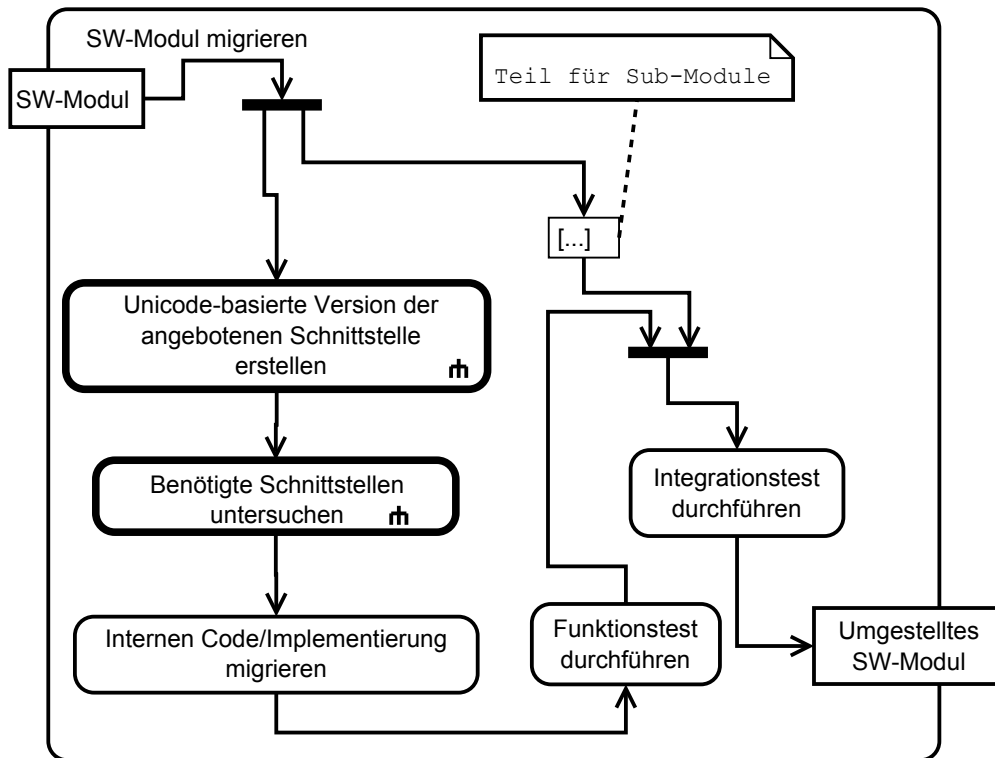 SW-Modul migrieren
SW-Modul
Teil für Sub-Module
[...]
Unicode-basierte Version der
angebotenen Schnittstelle
erstellen
Benötigte Schnittstellen
untersuchen
Internen Code/Implementierung
migrieren
Funktionstest
durchführen
Integrationstest
durchführen
Umgestelltes
SW-Modul